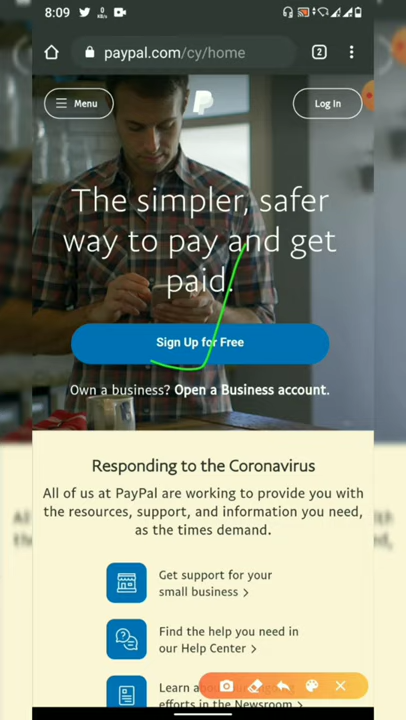 8:09
0
KB/s
paypal.com/cy/home
2
Menu
Log In
The simpler, safer
way to pay and get
paid.
Sign Up for Free
Own a business? Open a Business account.
Responding to the Coronavirus
All of us at PayPal are working to provide you with
the resources, support, and information you need,
as the times demand.
Get support for your
small business >
Find the help you need in
our Help Center >
Learn
in the Newsroom >